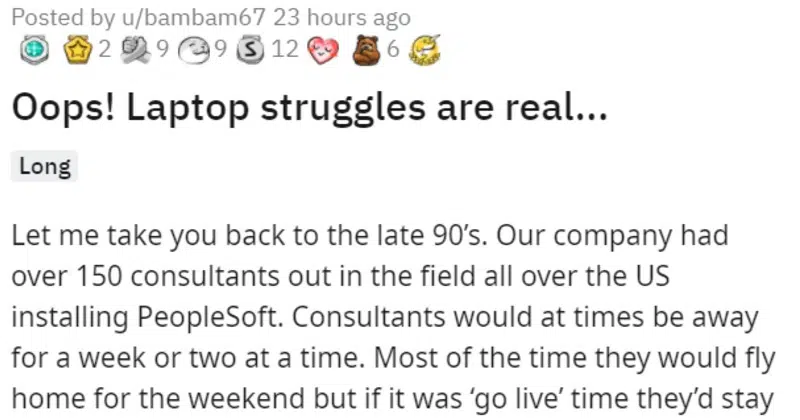 Posted by u/bambam67 23 hours ago
2 9 9 S 12 6
Oops! Laptop struggles are real...
Long
Let me take you back to the late 90's. Our company had
over 150 consultants out in the field all over the US
installing PeopleSoft. Consultants would at times be away
for a week or two at a time. Most of the time they would fly
home for the weekend but if it was ‘go live’ time they’d stay